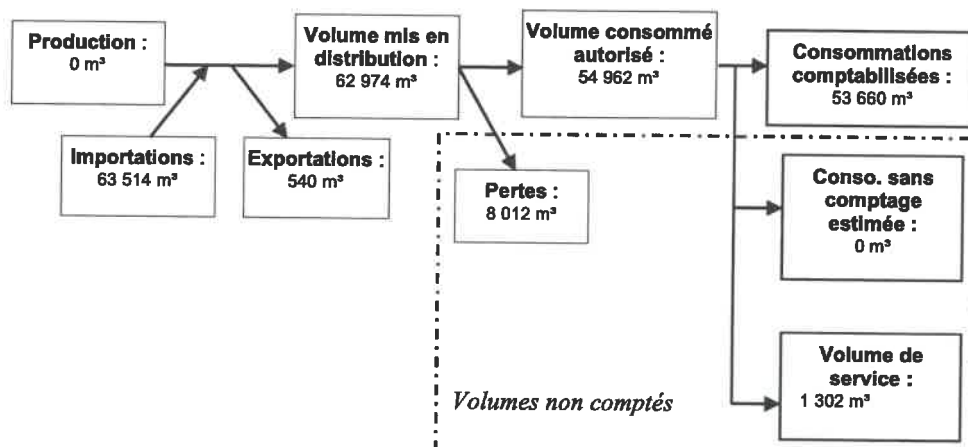 Production :
0 m³
Volume mis en
distribution :
62 974 m³
Volume consommé
autorisé :
54 962 m³
Consommations
comptabilisées :
53 660 m³
Importations :
63 514 m³
Exportations :
540 m³
Pertes :
8 012 m³
Conso. sans
comptage
estimée :
0 m³
Volume de
service :
1 302 m³
Volumes non comptés